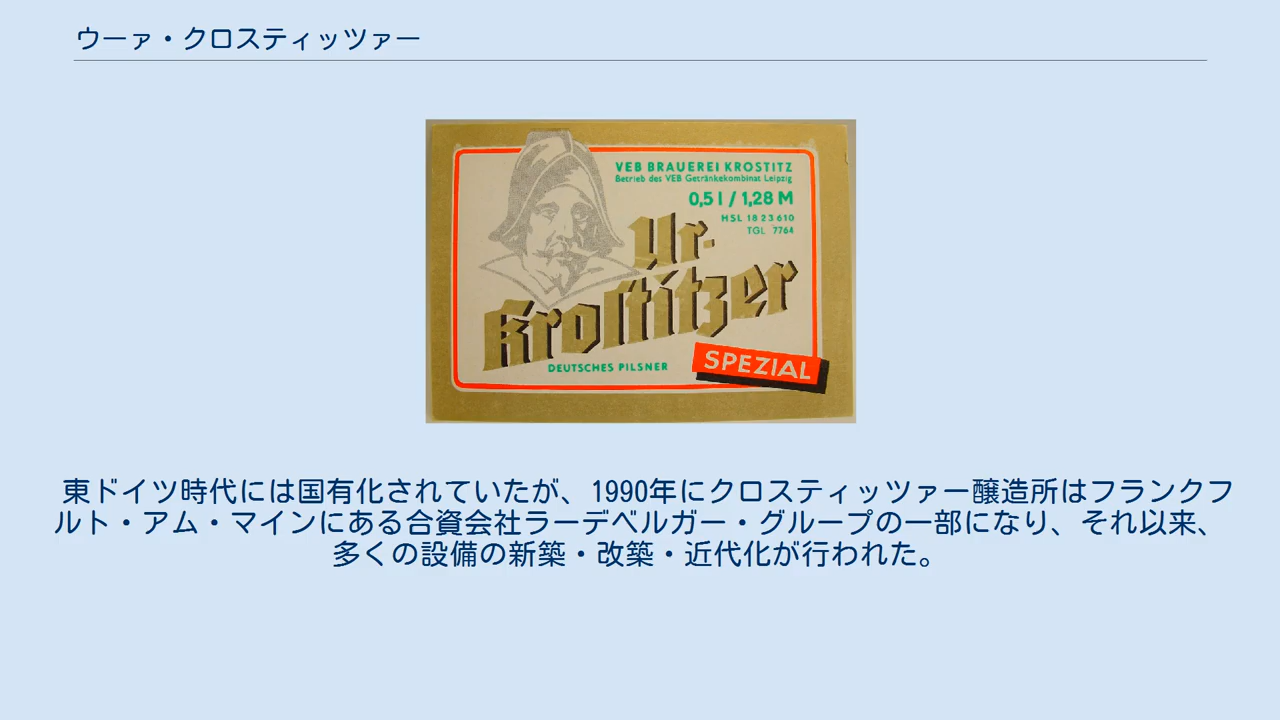 ウーァ・クロスティッツァー
VEB BRAUEREI KROSTITZ
Betrieb des VEB Getränkekombinat Leipzig
0,5 l / 1,28 M
HSL 18 23 610
TGL 7764
Ur-
Krostitzer
DEUTSCHES PILSNER
SPEZIAL
東ドイツ時代には国有化されていたが、1990年にクロスティッツァー醸造所はフランクフ
ルト・アム・マインにある合資会社ラーデベルガー・グループの一部になり、それ以来、
多くの設備の新築・改築・近代化が行われた。